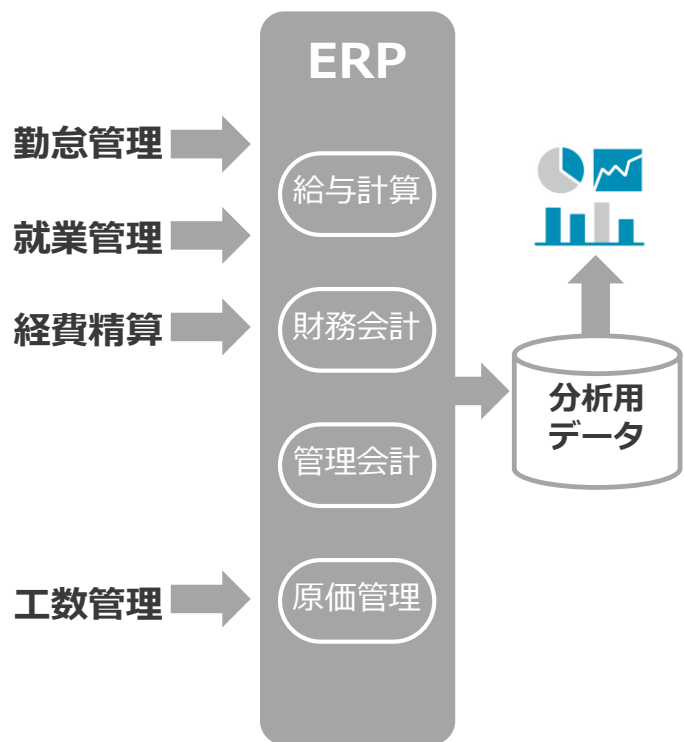 ERP
勤怠管理
給与計算
就業管理
経費精算
財務会計
分析用
データ
管理会計
工数管理
原価管理